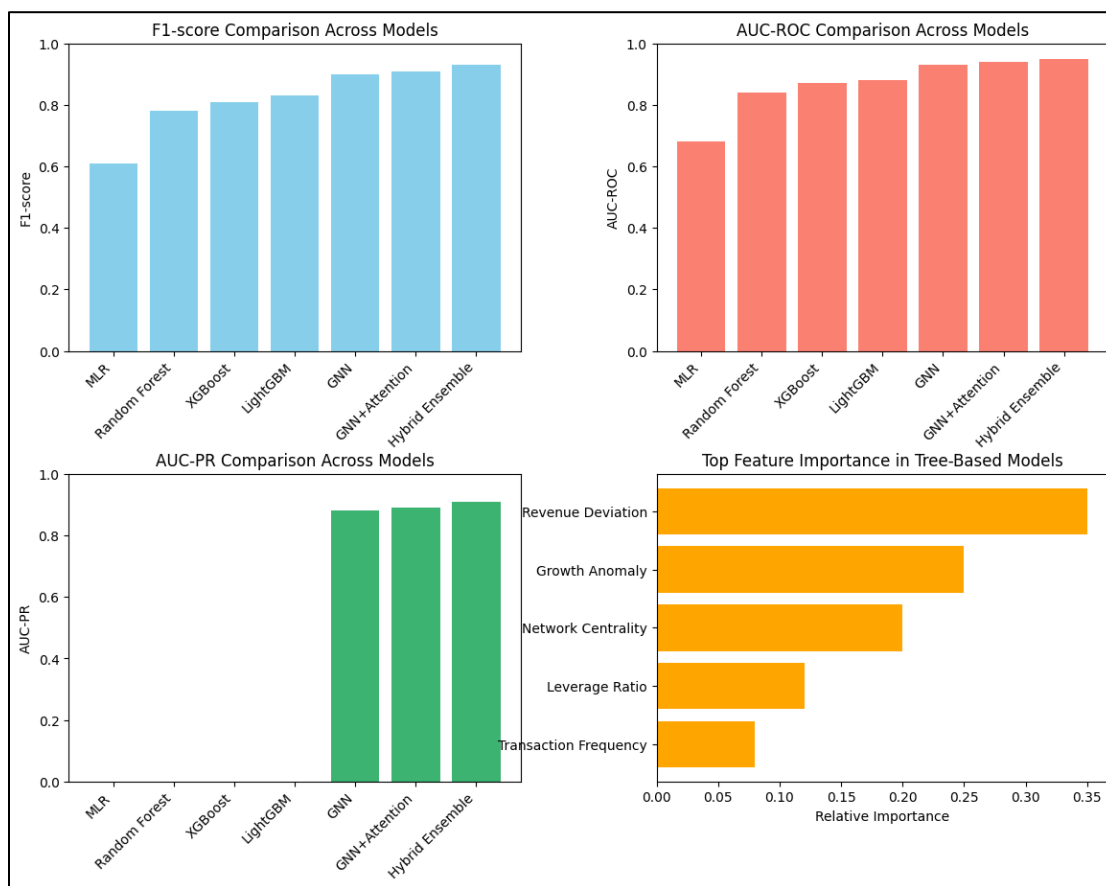 F1-score Comparison Across Models
F1-score
1.0
0.8
0.6
0.4
0.2
0.0
MLR
Random Forest
XGBoost
LightGBM
GNN
GNN+Attention
Hybrid Ensemble
AUC-ROC Comparison Across Models
AUC-ROC
1.0
0.8
0.6
0.4
0.2
0.0
MLR
Random Forest
XGBoost
LightGBM
GNN
GNN+Attention
Hybrid Ensemble
AUC-PR Comparison Across Models
AUC-PR
1.0
0.8
0.6
0.4
0.2
0.0
MLR
Random Forest
XGBoost
LightGBM
GNN
GNN+Attention
Hybrid Ensemble
Top Feature Importance in Tree-Based Models
Revenue Deviation
Growth Anomaly
Network Centrality
Leverage Ratio
Transaction Frequency
0.00 0.05 0.10 0.15 0.20 0.25 0.30 0.35
Relative Importance